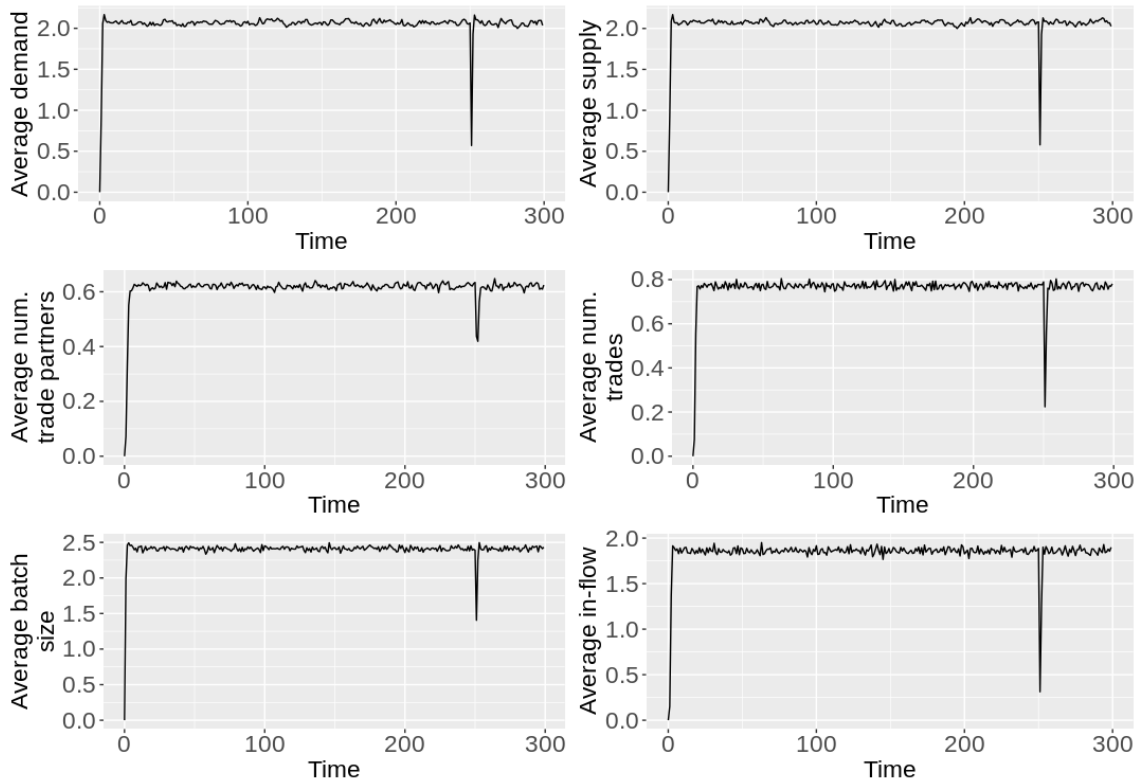 Average demand
2.0
1.5
1.0
0.5
0.0
0 100 200 300
Time
Average supply
2.0
1.5
1.0
0.5
0.0
0 100 200 300
Time
Average num.
trade partners
0.6
0.4
0.2
0.0
0 100 200 300
Time
Average num.
trades
0.8
0.6
0.4
0.2
0.0
0 100 200 300
Time
Average batch
size
2.5
2.0
1.5
1.0
0.5
0.0
0 100 200 300
Time
Average in-flow
2.0
1.5
1.0
0.5
0.0
0 100 200 300
Time